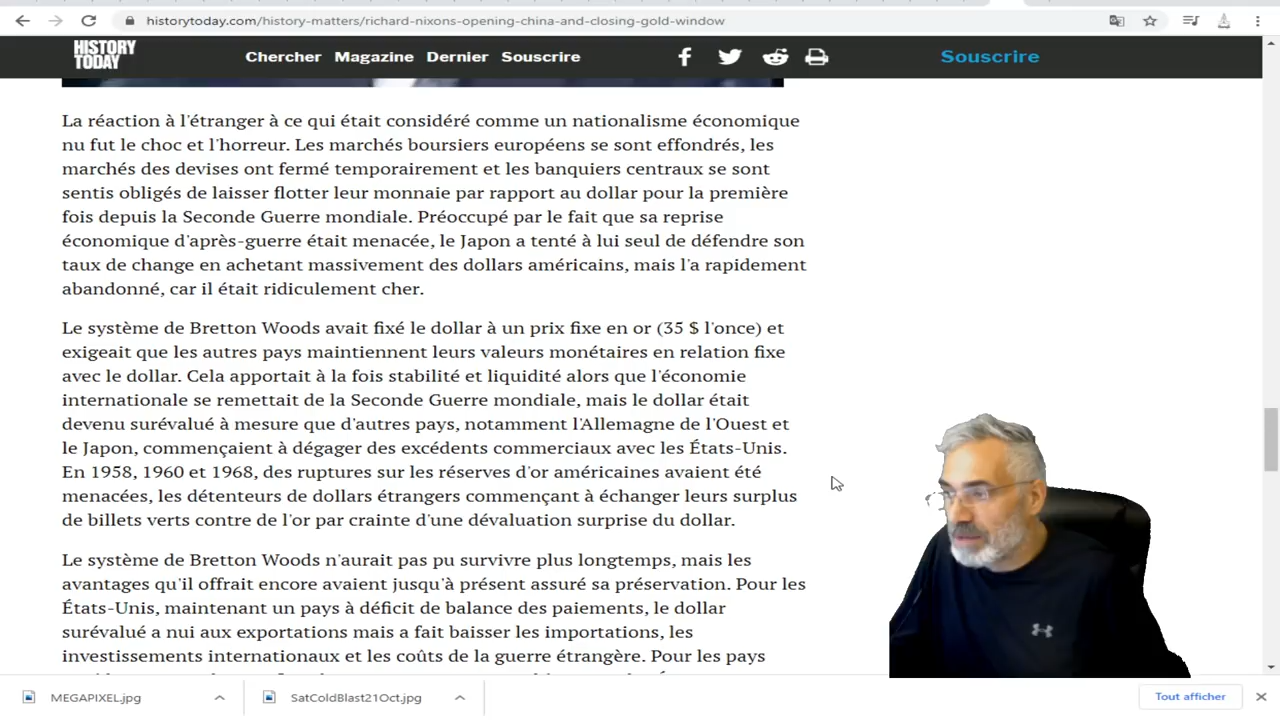 historytoday.com/history-matters/richard-nixons-opening-china-and-closing-gold-window
HISTORY
TODAY
Chercher Magazine Dernier Souscrire
Souscrire
La réaction à l'étranger à ce qui était considéré comme un nationalisme économique
nu fut le choc et l'horreur. Les marchés boursiers européens se sont effondrés, les
marchés des devises ont fermé temporairement et les banquiers centraux se sont
sentis obligés de laisser flotter leur monnaie par rapport au dollar pour la première
fois depuis la Seconde Guerre mondiale. Préoccupé par le fait que sa reprise
économique d'après-guerre était menacée, le Japon a tenté à lui seul de défendre son
taux de change en achetant massivement des dollars américains, mais l'a rapidement
abandonné, car il était ridiculement cher.
Le système de Bretton Woods avait fixé le dollar à un prix fixe en or (35 $ l'once) et
exigeait que les autres pays maintiennent leurs valeurs monétaires en relation fixe
avec le dollar. Cela apportait à la fois stabilité et liquidité alors que l'économie
internationale se remettait de la Seconde Guerre mondiale, mais le dollar était
devenu surévalué à mesure que d'autres pays, notamment l'Allemagne de l'Ouest et
le Japon, commençaient à dégager des excédents commerciaux avec les États-Unis.
En 1958, 1960 et 1968, des ruptures sur les réserves d'or américaines avaient été
menacées, les détenteurs de dollars étrangers commençant à échanger leurs surplus
de billets verts contre de l'or par crainte d'une dévaluation surprise du dollar.
Le système de Bretton Woods n'aurait pas pu survivre plus longtemps, mais les
avantages qu'il offrait encore avaient jusqu'à présent assuré sa préservation. Pour les
États-Unis, maintenant un pays à déficit de balance des paiements, le dollar
surévalué a nui aux exportations mais a fait baisser les importations, les
investissements internationaux et les coûts de la guerre étrangère. Pour les pays
MEGAPIXEL.jpg
SatColdBlast21Oct.jpg
Tout afficher